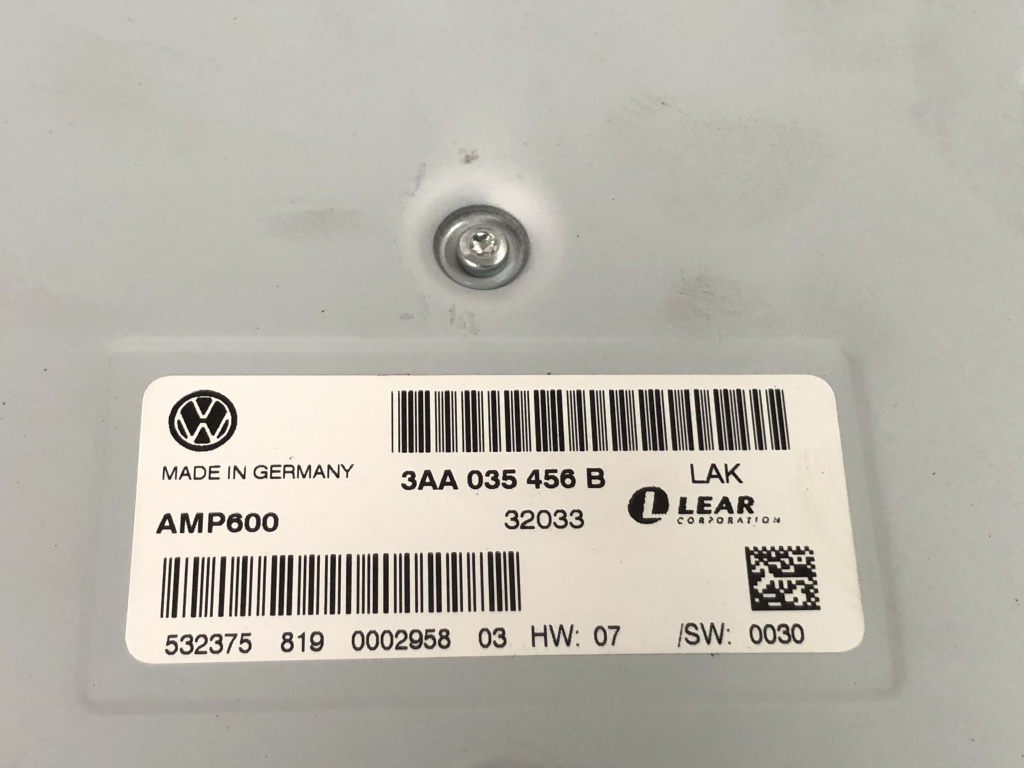 MADE IN GERMANY
3AA 035 456 B LAK
AMP600 32033 LEAR
CORPORATION
532375 819 0002958 03 HW: 07 /SW: 0030